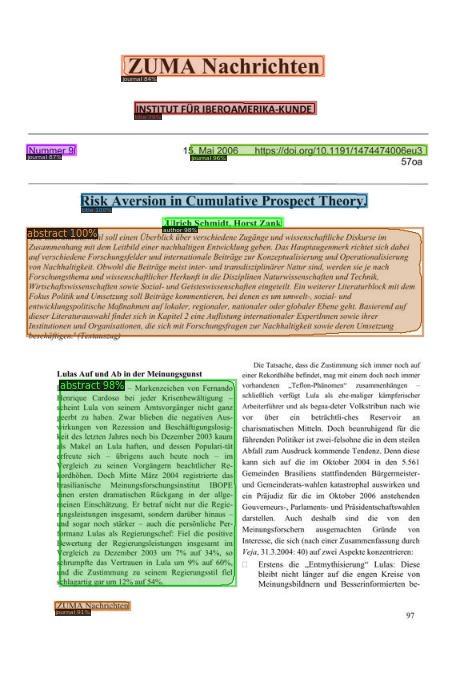 ZUMA Nachrichten
journal 84%
INSTITUT FÜR IBEROAMERIKA-KUNDE
Nummer 9
journal 87%
15. Mai 2006 https://doi.org/10.1191/1474474006eu3
journal 96%
57oa
Risk Aversion in Cumulative Prospect Theory.
title 100%
Ulrich Schmidt, Horst Zank
author 98%
abstract 100%
soll einen Überblick über verschiedene Zugänge und wissenschaftliche Diskurse im
Zusammenhang mit dem Leitbild einer nachhaltigen Entwicklung geben. Das Hauptaugenmerk richtet sich dabei
auf verschiedene Forschungsfelder und internationale Beiträge zur Konzeptualisierung und Operationalisierung
von Nachhaltigkeit. Obwohl die Beiträge meist inter- und transdisziplinärer Natur sind, werden sie je nach
Forschungsthema und wissenschaftlicher Herkunft in die Disziplinen Naturwissenschaften und Technik,
Wirtschaftswissenschaften sowie Sozial- und Geisteswissenschaften eingeteilt. Ein weiterer Literaturblock mit dem
Fokus Politik und Umsetzung soll Beiträge kommentieren, bei denen es um umwelt-, sozial- und
entwicklungspolitische Maßnahmen auf lokaler, regionaler, nationaler oder globaler Ebene geht. Basierend auf
dieser Literaturauswahl findet sich in Kapitel 2 eine Auflistung internationaler ExpertInnen sowie ihrer
Institutionen und Organisationen, die sich mit Forschungsfragen zur Nachhaltigkeit sowie deren Umsetzung
beschäftigen.' (Textauszug)
Lulas Auf und Ab in der Meinungsgunst
abstract 98%
– Markenzeichen von Fernando
Henrique Cardoso bei jeder Krisenbewältigung –
scheint Lula von seinem Amtsvorgänger nicht ganz
geerbt zu haben. Zwar blieben die negativen Aus-
wirkungen von Rezession und Beschäftigungslosig-
keit des letzten Jahres noch bis Dezember 2003 kaum
als Makel an Lula haften, und dessen Populari-tät
erfreute sich – übrigens auch heute noch – im
Vergleich zu seinen Vorgängern beachtlicher Re-
kordhöhen. Doch Mitte März 2004 registrierte das
brasilianische Meinungsforschungsinstitut IBOPE
einen ersten dramatischen Rückgang in der allge-
meinen Einschätzung. Er betraf nicht nur die Regie-
rungsleistungen insgesamt, sondern darüber hinaus –
und sogar noch stärker – auch die persönliche Per-
formanz Lulas als Regierungschef: Fiel die positive
Bewertung der Regierungsleistungen insgesamt im
Vergleich zu Dezember 2003 um 7% auf 34%, so
schrumpfte das Vertrauen in Lula um 9% auf 60%,
und die Zustimmung zu seinem Regierungsstil fiel
schlagartig gar um 12% auf 54%.
Die Tatsache, dass die Zustimmung sich immer noch auf
einer Rekordhöhe befindet, mag mit einem doch noch immer
vorhandenen „Teflon-Phänomen“ zusammenhängen –
schließlich verfügt Lula als ehe-maliger kämpferischer
Arbeiterführer und als begna-deter Volkstribun nach wie
vor über ein beträchtli-ches Reservoir an
charismatischen Mitteln. Doch beunruhigend für die
führenden Politiker ist zwei-felsohne die in dem steilen
Abfall zum Ausdruck kommende Tendenz. Denn diese
kann sich auf die im Oktober 2004 in den 5.561
Gemeinden Brasiliens stattfindenden Bürgermeister-
und Gemeinderats-wahlen katastrophal auswirken und
ein Präjudiz für die im Oktober 2006 anstehenden
Gouverneurs-, Parlaments- und Präsidentschaftswahlen
darstellen. Auch deshalb sind die von den
Meinungsforschern ausgemachten Gründe von
Interesse, die sich (nach einer Zusammenfassung durch
Veja, 31.3.2004: 40) auf zwei Aspekte konzentrieren:
Erstens die „Entmythisierung“ Lulas: Diese
bleibt nicht länger auf die engen Kreise von
Meinungsbildnern und Besserinformierten be-
ZUMA Nachrichten
journal 91%
97